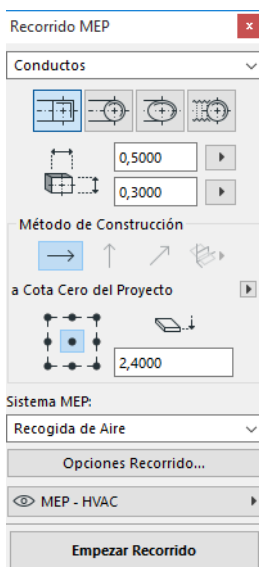 Recorrido MEP
x
Conductos
0,5000
0,3000
Método de Construcción
a Cota Cero del Proyecto
2,4000
Sistema MEP:
Recogida de Aire
Opciones Recorrido...
MEP - HVAC
Empezar Recorrido